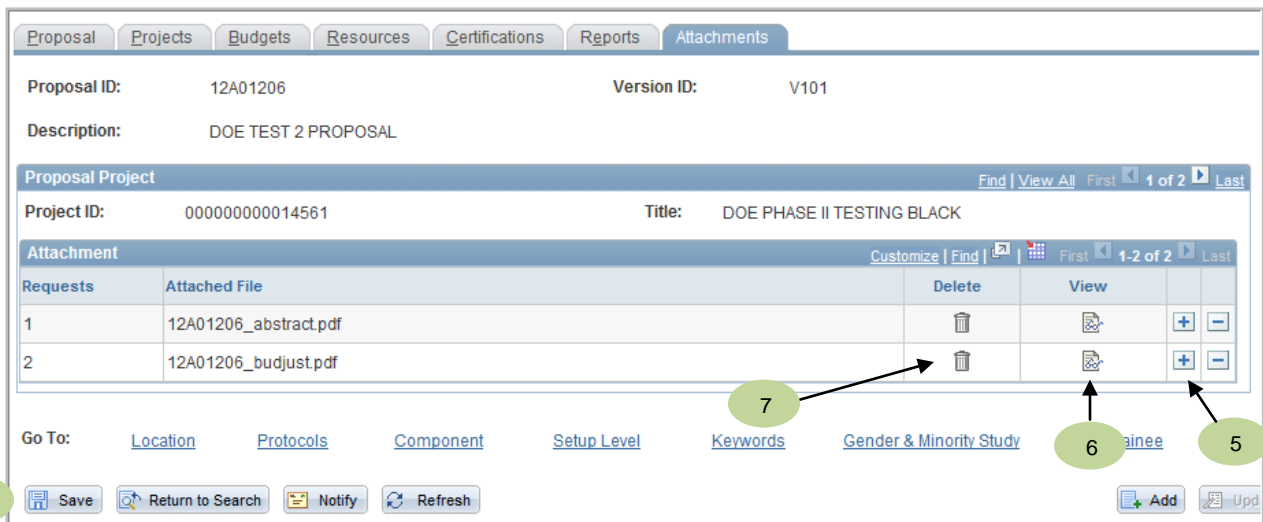 Proposal Projects Budgets Resources Certifications Reports Attachments
Proposal ID: 12A01206 Version ID: V101
Description: DOE TEST 2 PROPOSAL
Proposal Project Find | View All First 1 of 2 Last
Project ID: 000000000014561 Title: DOE PHASE II TESTING BLACK
Attachment Customize | Find | | First 1-2 of 2 Last
Requests Attached File Delete View
1 12A01206_abstract.pdf + -
2 12A01206_budjust.pdf + -
7
Go To: Location Protocols Component Setup Level Keywords Gender & Minority Study 6 ainee 5
Save Return to Search Notify Refresh Add Upd